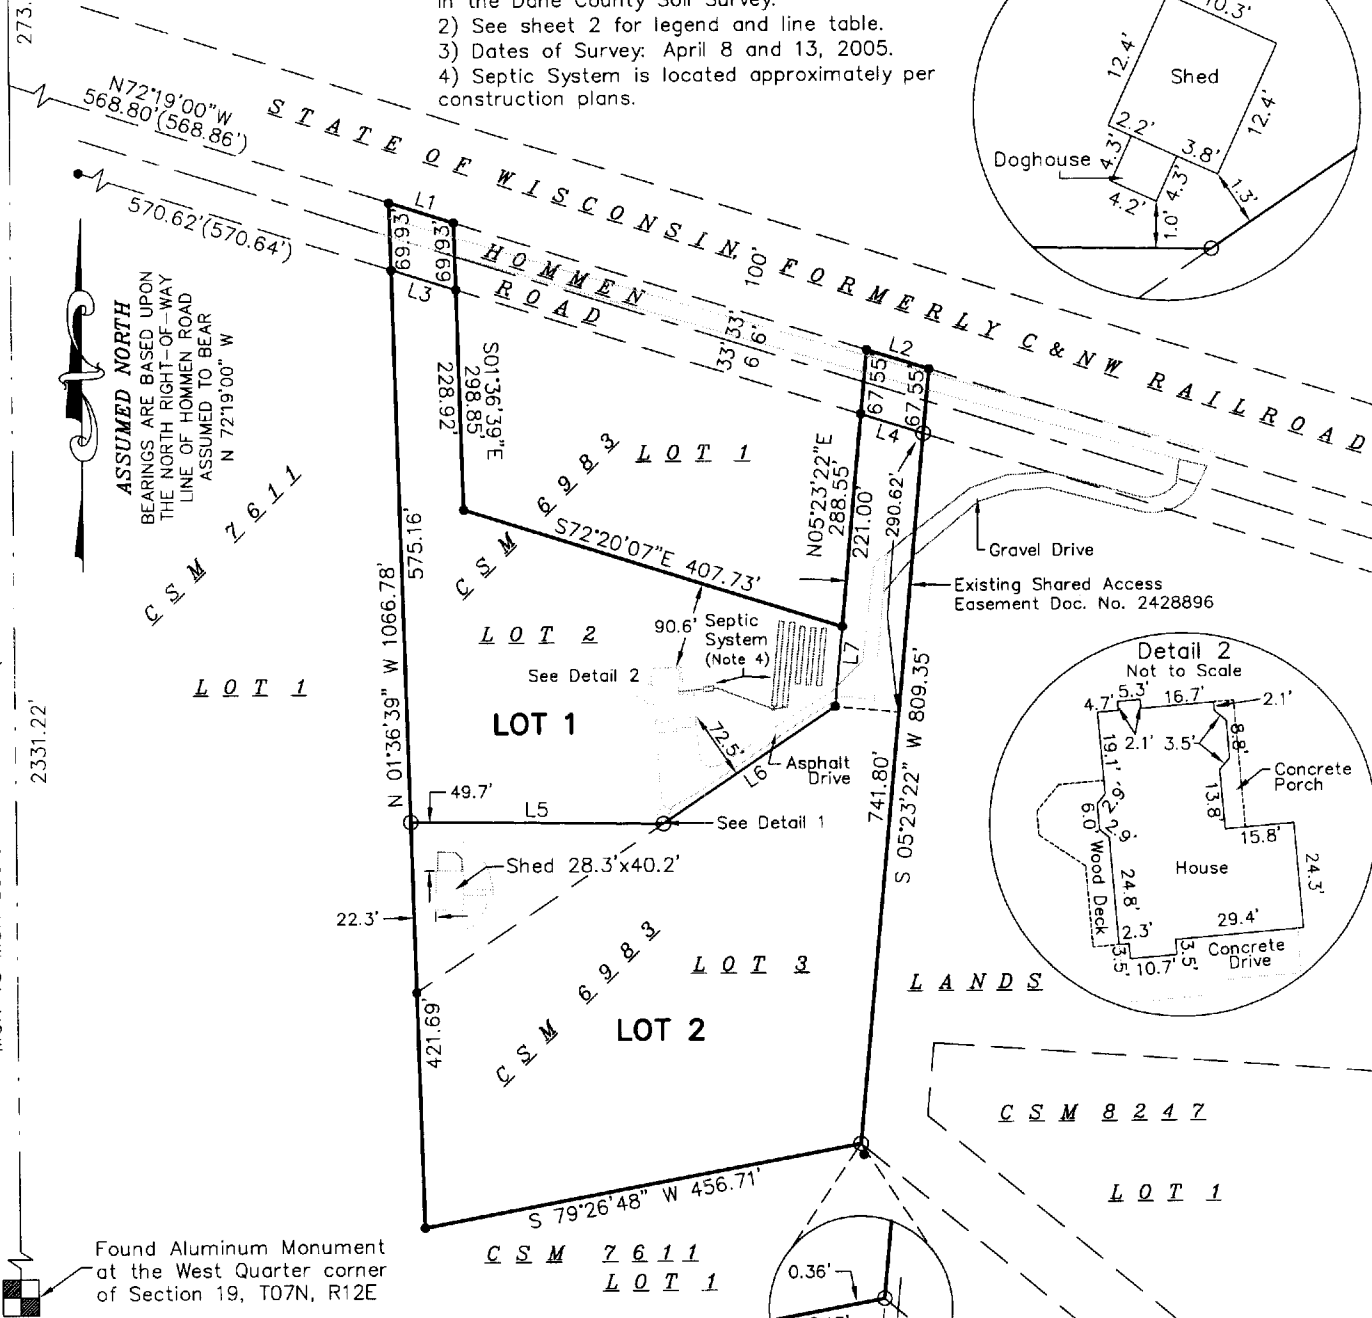 in the Dane County Soil Survey.
2) See sheet 2 for legend and line table.
3) Dates of Survey: April 8 and 13, 2005.
4) Septic System is located approximately per
construction plans.
273.
N72°19'00"W
568.80'(568.86')
570.62'(570.64')
STATE OF WISCONSIN, FORMERLY C&NW RAILROAD
HOMMEN
ROAD
100'
33' 33'
6' 6'
L1
L3
69.93'
69.93'
L2
L4
67.55'
67.55'
10.3'
12.4'
Shed
12.4'
2.2'
3.8'
4.3'
Doghouse
4.3'
4.2'
1.3'
1.0'
ASSUMED NORTH
BEARINGS ARE BASED UPON
THE NORTH RIGHT-OF-WAY
LINE OF HOMMEN ROAD
ASSUMED TO BEAR
N 72°19'00" W
S01°36'39"E
298.85'
228.92'
LOT 1
CSM 6983
S72°20'07"E 407.73'
N05°23'22"E
288.55'
221.00'
290.62'
Gravel Drive
Existing Shared Access
Easement Doc. No. 2428896
CSM 7611
LOT 1
N 01°36'39" W 1066.78'
575.16'
LOT 2
90.6'
Septic
System
(Note 4)
See Detail 2
L7
LOT 1
72.5'
L6
Asphalt
Drive
741.80'
S 05°23'22" W 809.35'
2331.22'
49.7'
L5
See Detail 1
Shed 28.3'x40.2'
22.3'
CSM 6983
LOT 3
LOT 2
421.69'
S 79°26'48" W 456.71'
LANDS
Detail 2
Not to Scale
4.7'
5.3'
16.7'
2.1'
2.1'
3.5'
8.8'
19.1'
Concrete
Porch
13.8'
15.8'
6.0'
2.9'
2.9'
Wood Deck
24.8'
House
24.3'
29.4'
2.3'
3.5'
10.7'
3.5'
Concrete
Drive
CSM 8247
LOT 1
CSM 7611
LOT 1
0.36'
Found Aluminum Monument
at the West Quarter corner
of Section 19, T07N, R12E